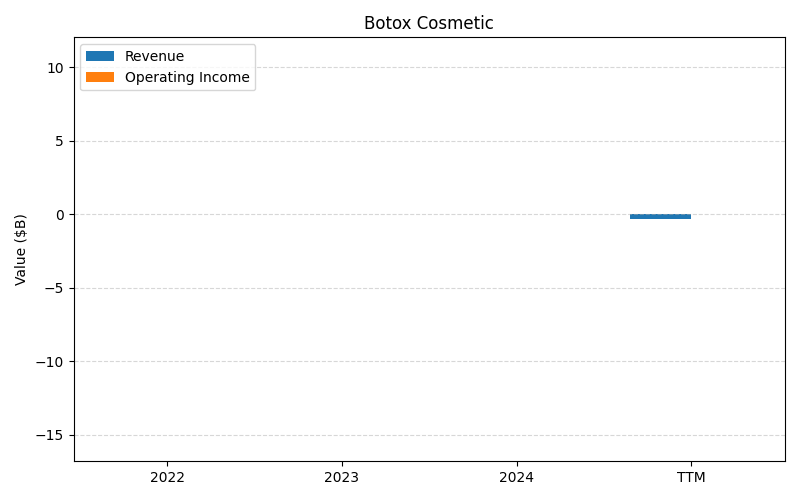 Botox Cosmetic
Revenue
Operating Income
Value ($B)
10
5
0
−5
−10
−15
2022 2023 2024 TTM